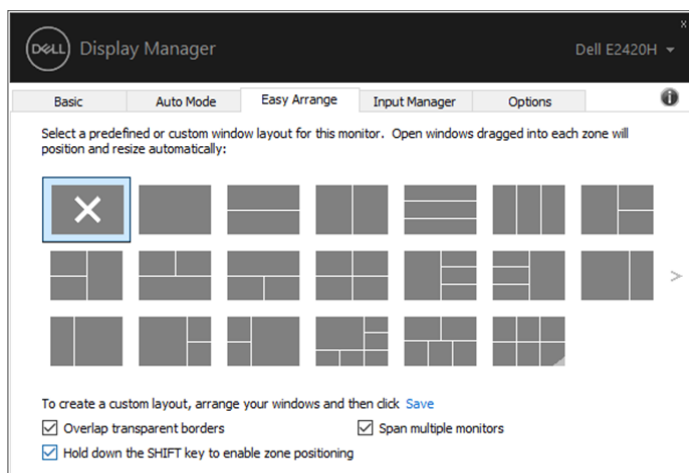 x
DELL Display Manager
Dell E2420H
Basic Auto Mode Easy Arrange Input Manager Options
Select a predefined or custom window layout for this monitor. Open windows dragged into each zone will
position and resize automatically:
To create a custom layout, arrange your windows and then click Save
Overlap transparent borders
Span multiple monitors
Hold down the SHIFT key to enable zone positioning